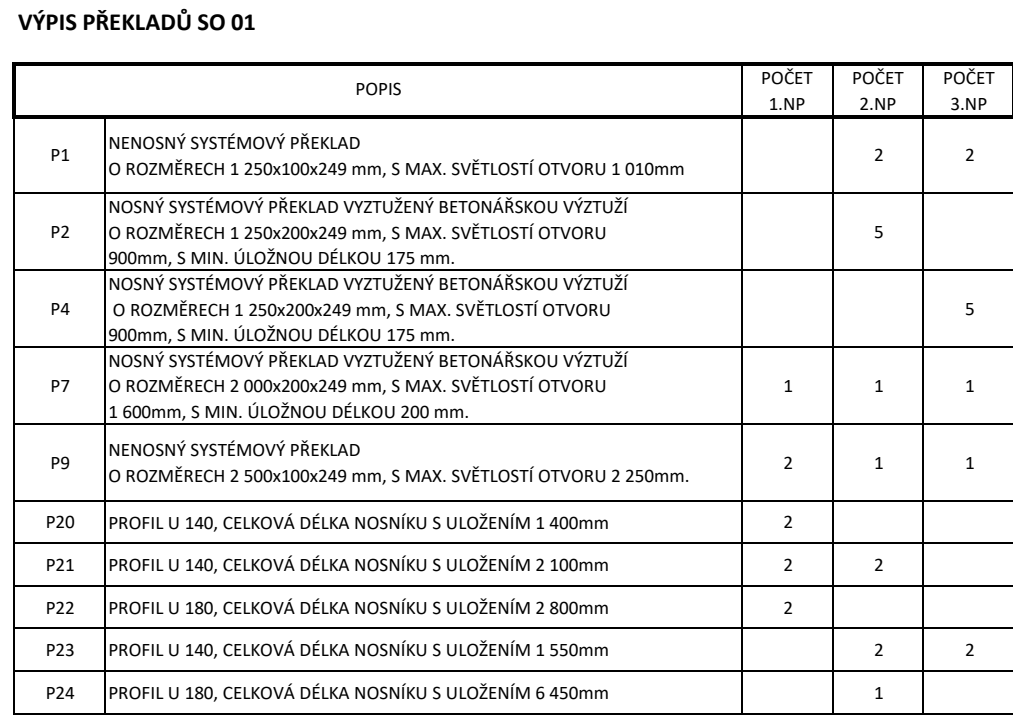 VÝPIS PŘEKLADŮ SO 01
POPIS
POČET
1.NP
POČET
2.NP
POČET
3.NP
P1
NENOSNÝ SYSTÉMOVÝ PŘEKLAD
O ROZMĚRECH 1 250x100x249 mm, S MAX. SVĚTLOSTÍ OTVORU 1 010mm
2
2
P2
NOSNÝ SYSTÉMOVÝ PŘEKLAD VYZTUŽENÝ BETONÁŘSKOU VÝZTUŽÍ
O ROZMĚRECH 1 250x200x249 mm, S MAX. SVĚTLOSTÍ OTVORU
900mm, S MIN. ÚLOŽNOU DÉLKOU 175 mm.
5
P4
NOSNÝ SYSTÉMOVÝ PŘEKLAD VYZTUŽENÝ BETONÁŘSKOU VÝZTUŽÍ
O ROZMĚRECH 1 250x200x249 mm, S MAX. SVĚTLOSTÍ OTVORU
900mm, S MIN. ÚLOŽNOU DÉLKOU 175 mm.
5
P7
NOSNÝ SYSTÉMOVÝ PŘEKLAD VYZTUŽENÝ BETONÁŘSKOU VÝZTUŽÍ
O ROZMĚRECH 2 000x200x249 mm, S MAX. SVĚTLOSTÍ OTVORU
1 600mm, S MIN. ÚLOŽNOU DÉLKOU 200 mm.
1
1
1
P9
NENOSNÝ SYSTÉMOVÝ PŘEKLAD
O ROZMĚRECH 2 500x100x249 mm, S MAX. SVĚTLOSTÍ OTVORU 2 250mm.
2
1
1
P20
PROFIL U 140, CELKOVÁ DÉLKA NOSNÍKU S ULOŽENÍM 1 400mm
2
P21
PROFIL U 140, CELKOVÁ DÉLKA NOSNÍKU S ULOŽENÍM 2 100mm
2
2
P22
PROFIL U 180, CELKOVÁ DÉLKA NOSNÍKU S ULOŽENÍM 2 800mm
2
P23
PROFIL U 140, CELKOVÁ DÉLKA NOSNÍKU S ULOŽENÍM 1 550mm
2
2
P24
PROFIL U 180, CELKOVÁ DÉLKA NOSNÍKU S ULOŽENÍM 6 450mm
1